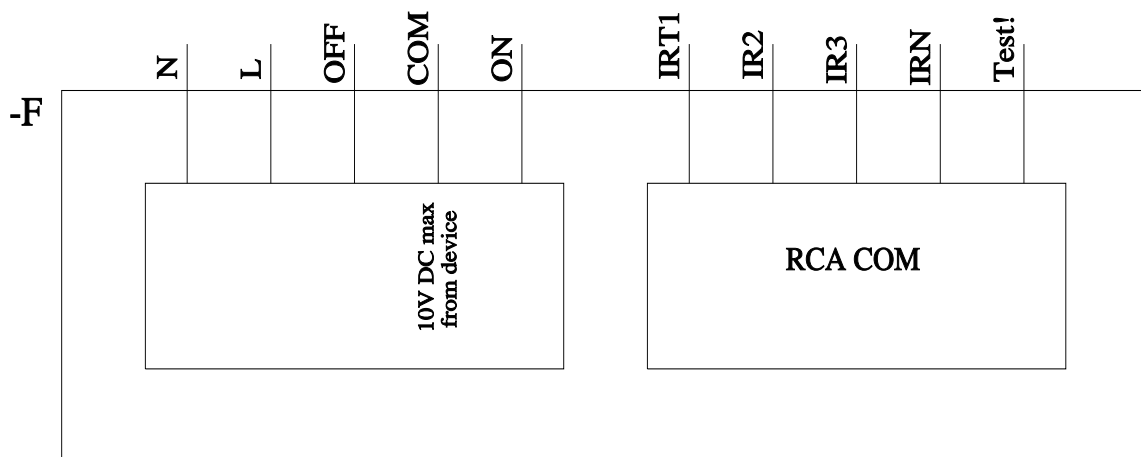 N
L
OFF
COM
ON
IRT1
IR2
IR3
IRN
Test!
-F
10V DC max
from device
RCA COM